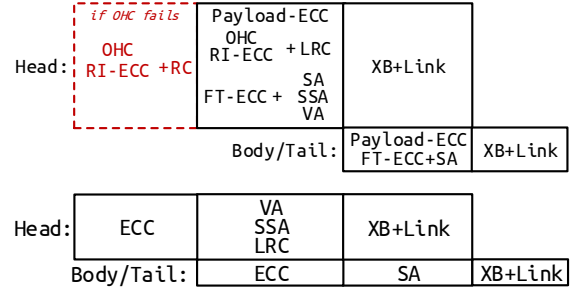 if OHC fails
OHC
RI-ECC +RC
Payload-ECC
OHC
RI-ECC +LRC
FT-ECC+ SA
SSA
VA
Head:
XB+Link
Body/Tail:
Payload-ECC
FT-ECC+SA
XB+Link
Head:
ECC
VA
SSA
LRC
XB+Link
Body/Tail:
ECC
SA
XB+Link